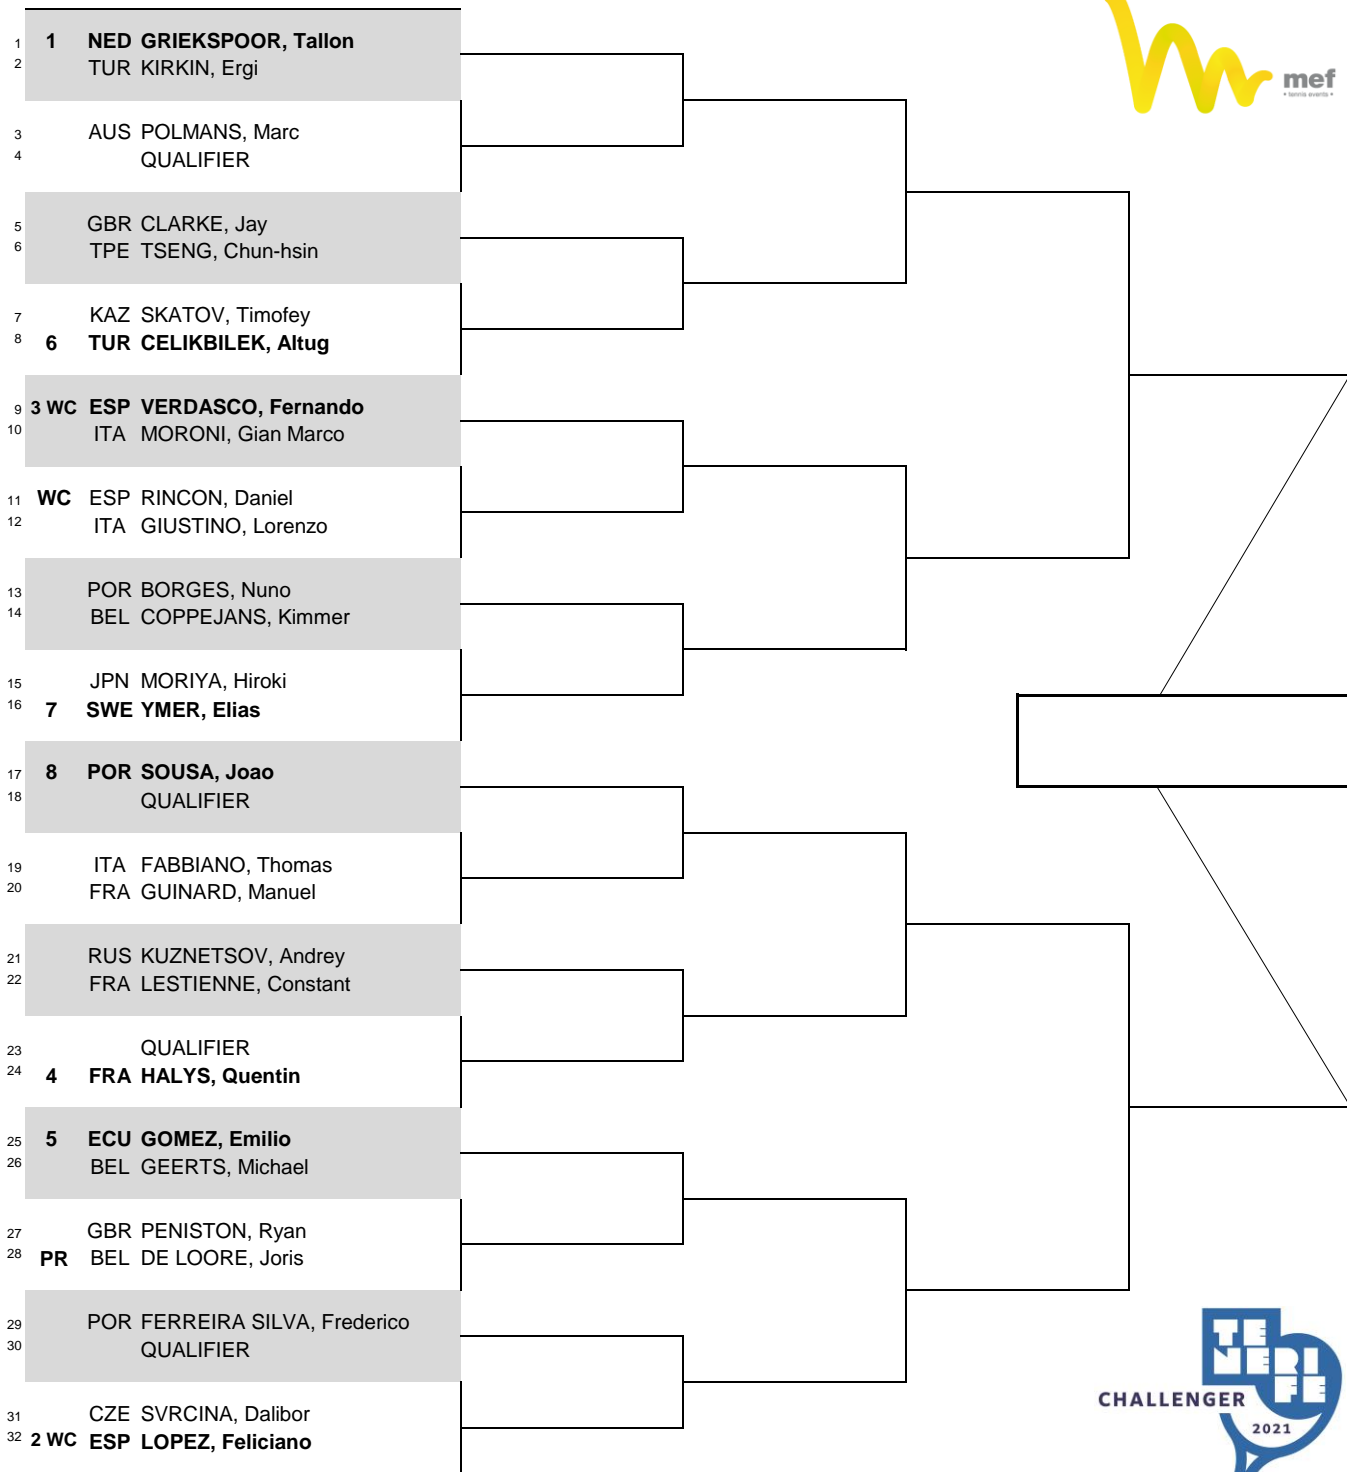 1 1 NED GRIEKSPOOR, Tallon
2 TUR KIRKIN, Ergi
mef
• tennis events •
3 AUS POLMANS, Marc
4 QUALIFIER
5 GBR CLARKE, Jay
6 TPE TSENG, Chun-hsin
7 KAZ SKATOV, Timofey
8 6 TUR CELIKBILEK, Altug
9 3 WC ESP VERDASCO, Fernando
10 ITA MORONI, Gian Marco
11 WC ESP RINCON, Daniel
12 ITA GIUSTINO, Lorenzo
13 POR BORGES, Nuno
14 BEL COPPEJANS, Kimmer
15 JPN MORIYA, Hiroki
16 7 SWE YMER, Elias
17 8 POR SOUSA, Joao
18 QUALIFIER
19 ITA FABBIANO, Thomas
20 FRA GUINARD, Manuel
21 RUS KUZNETSOV, Andrey
22 FRA LESTIENNE, Constant
23 QUALIFIER
24 4 FRA HALYS, Quentin
25 5 ECU GOMEZ, Emilio
26 BEL GEERTS, Michael
27 GBR PENISTON, Ryan
28 PR BEL DE LOORE, Joris
29 POR FERREIRA SILVA, Frederico
30 QUALIFIER
31 CZE SVRCINA, Dalibor
32 2 WC ESP LOPEZ, Feliciano
TE
NERI
FE
CHALLENGER
2021